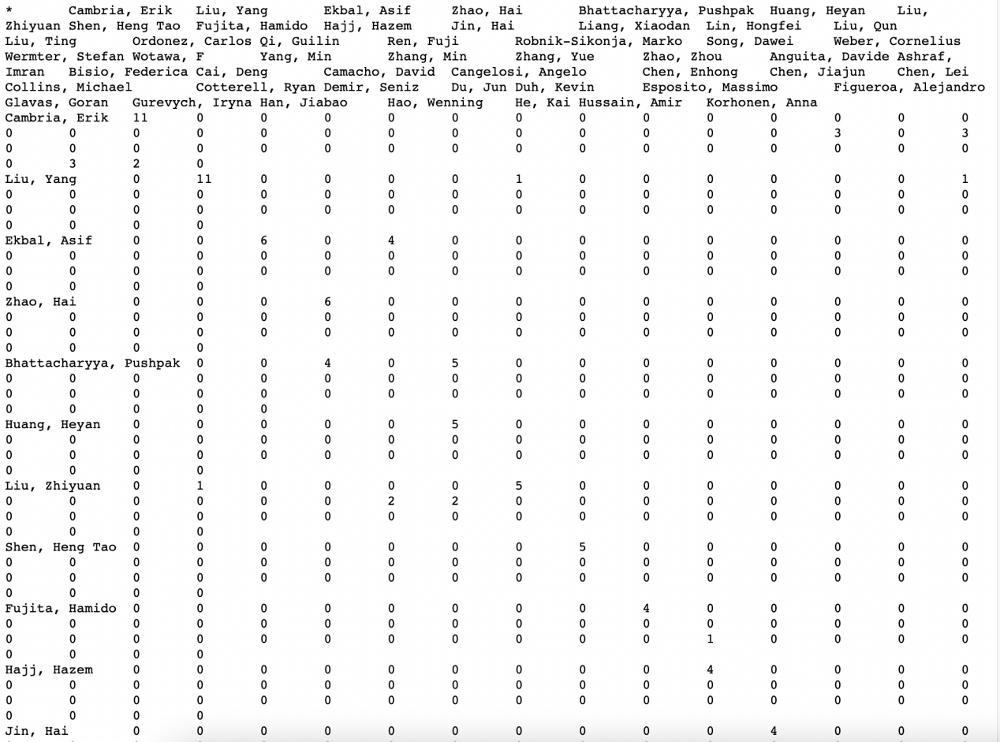 * Cambria, Erik Liu, Yang Ekbal, Asif Zhao, Hai Bhattacharyya, Pushpak Huang, Heyan Liu,
Zhiyuan Shen, Heng Tao Fujita, Hamido Hajj, Hazem Jin, Hai Liang, Xiaodan Lin, Hongfei Liu, Qun
Liu, Ting Ordonez, Carlos Qi, Guilin Ren, Fuji Robnik-Sikonja, Marko Song, Dawei Weber, Cornelius
Wermter, Stefan Wotawa, F Yang, Min Zhang, Min Zhang, Yue Zhao, Zhou Anguita, Davide Ashraf,
Imran Bisio, Federica Cai, Deng Camacho, David Cangelosi, Angelo Chen, Enhong Chen, Jiajun Chen, Lei
Collins, Michael Cotterell, Ryan Demir, Seniz Du, Jun Duh, Kevin Esposito, Massimo Figueroa, Alejandro
Glavas, Goran Gurevych, Iryna Han, Jiabao Hao, Wenning He, Kai Hussain, Amir Korhonen, Anna
Cambria, Erik 11 0 0 0 0 0 0 0 0 0 0 0 0 0
0 0 0 0 0 0 0 0 0 0 0 0 0 3 0 3
0 0 0 0 0 0 0 0 0 0 0 0 0 0 0 0
0 3 2 0
Liu, Yang 0 11 0 0 0 0 1 0 0 0 0 0 0 1
0 0 0 0 0 0 0 0 0 0 0 0 0 0 0 0
0 0 0 0 0 0 0 0 0 0 0 0 0 0 0 0
0 0 0 0
Ekbal, Asif 0 0 6 0 4 0 0 0 0 0 0 0 0 0
0 0 0 0 0 0 0 0 0 0 0 0 0 0 0 0
0 0 0 0 0 0 0 0 0 0 0 0 0 0 0 0
0 0 0 0
Zhao, Hai 0 0 0 6 0 0 0 0 0 0 0 0 0 0
0 0 0 0 0 0 0 0 0 0 0 0 0 0 0 0
0 0 0 0 0 0 0 0 0 0 0 0 0 0 0 0
0 0 0 0
Bhattacharyya, Pushpak 0 0 4 0 5 0 0 0 0 0 0 0 0
0 0 0 0 0 0 0 0 0 0 0 0 0 0 0 0
0 0 0 0 0 0 0 0 0 0 0 0 0 0 0 0
0 0 0 0 0
Huang, Heyan 0 0 0 0 0 5 0 0 0 0 0 0 0 0
0 0 0 0 0 0 0 0 0 0 0 0 0 0 0 0
0 0 0 0 0 0 0 0 0 0 0 0 0 0 0 0
0 0 0 0
Liu, Zhiyuan 0 1 0 0 0 0 5 0 0 0 0 0 0 0
0 0 0 0 0 0 2 2 0 0 0 0 0 0 0 0
0 0 0 0 0 0 0 0 0 0 0 0 0 0 0 0
0 0 0 0
Shen, Heng Tao 0 0 0 0 0 0 0 5 0 0 0 0 0 0
0 0 0 0 0 0 0 0 0 0 0 0 0 0 0 0
0 0 0 0 0 0 0 0 0 0 0 0 0 0 0 0
0 0 0 0
Fujita, Hamido 0 0 0 0 0 0 0 0 4 0 0 0 0 0
0 0 0 0 0 0 0 0 0 0 0 0 0 0 0 0
0 0 0 0 0 0 0 0 0 0 0 1 0 0 0 0
0 0 0 0
Hajj, Hazem 0 0 0 0 0 0 0 0 0 4 0 0 0 0
0 0 0 0 0 0 0 0 0 0 0 0 0 0 0 0
0 0 0 0 0 0 0 0 0 0 0 0 0 0 0 0
0 0 0 0
Jin, Hai 0 0 0 0 0 0 0 0 0 0 4 0 0 0